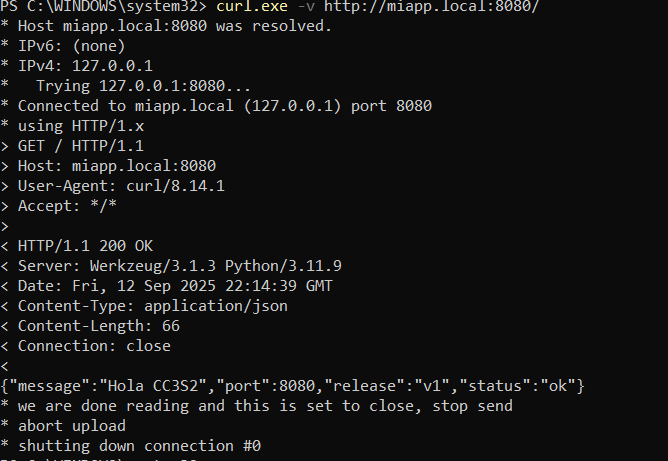 PS C:\WINDOWS\system32> curl.exe -v http://miapp.local:8080/
* Host miapp.local:8080 was resolved.
* IPv6: (none)
* IPv4: 127.0.0.1
*   Trying 127.0.0.1:8080...
* Connected to miapp.local (127.0.0.1) port 8080
* using HTTP/1.x
> GET / HTTP/1.1
> Host: miapp.local:8080
> User-Agent: curl/8.14.1
> Accept: */*
>
< HTTP/1.1 200 OK
< Server: Werkzeug/3.1.3 Python/3.11.9
< Date: Fri, 12 Sep 2025 22:14:39 GMT
< Content-Type: application/json
< Content-Length: 66
< Connection: close
<
{"message":"Hola CC3S2","port":8080,"release":"v1","status":"ok"}
* we are done reading and this is set to close, stop send
* abort upload
* shutting down connection #0